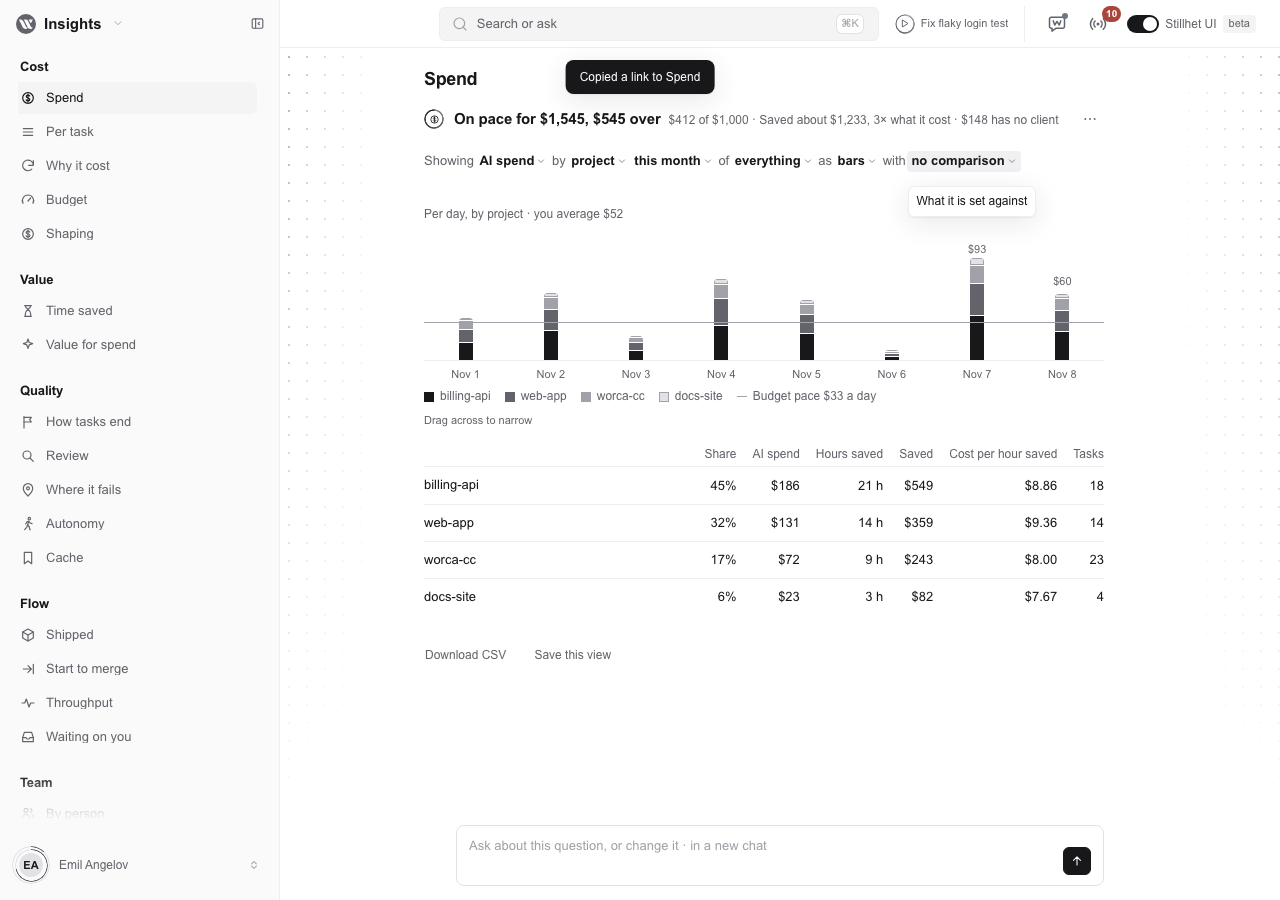 Insights
Search or ask
⌘K
Fix flaky login test
10
Stillhet UI
beta
Cost
Spend
Per task
Why it cost
Budget
Shaping
Value
Time saved
Value for spend
Quality
How tasks end
Review
Where it fails
Autonomy
Cache
Flow
Shipped
Start to merge
Throughput
Waiting on you
Team
By person
EA
Emil Angelov
Spend
Copied a link to Spend
On pace for $1,545, $545 over $412 of $1,000 · Saved about $1,233, 3× what it cost · $148 has no client
Showing AI spend by project this month of everything as bars with no comparison
What it is set against
Per day, by project · you average $52
$93
$60
Nov 1 Nov 2 Nov 3 Nov 4 Nov 5 Nov 6 Nov 7 Nov 8
billing-api web-app worca-cc docs-site Budget pace $33 a day
Drag across to narrow
Share AI spend Hours saved Saved Cost per hour saved Tasks
billing-api 45% $186 21 h $549 $8.86 18
web-app 32% $131 14 h $359 $9.36 14
worca-cc 17% $72 9 h $243 $8.00 23
docs-site 6% $23 3 h $82 $7.67 4
Download CSV Save this view
Ask about this question, or change it · in a new chat